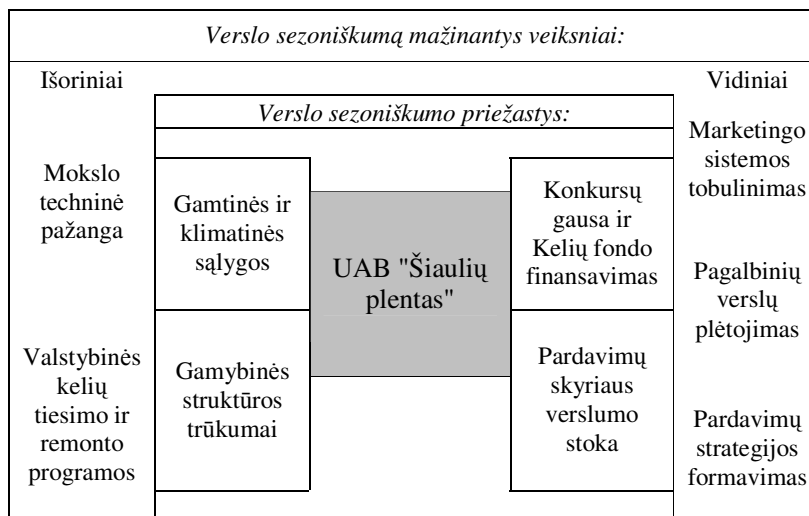 Verslo sezoniškumą mažinantys veiksniai:
Išoriniai
Mokslo
techninė
pažanga
Valstybinės
kelių
tiesimo ir
remonto
programos
Verslo sezoniškumo priežastys:
Gamtinės ir
klimatinės
sąlygos
Gamybinės
struktūros
trūkumai
UAB "Šiaulių
plentas"
Konkursų
gausa ir
Kelių fondo
finansavimas
Pardavimų
skyriaus
verslumo
stoka
Vidiniai
Marketingo
sistemos
tobulinimas
Pagalbinių
verslų
plėtojimas
Pardavimų
strategijos
formavimas